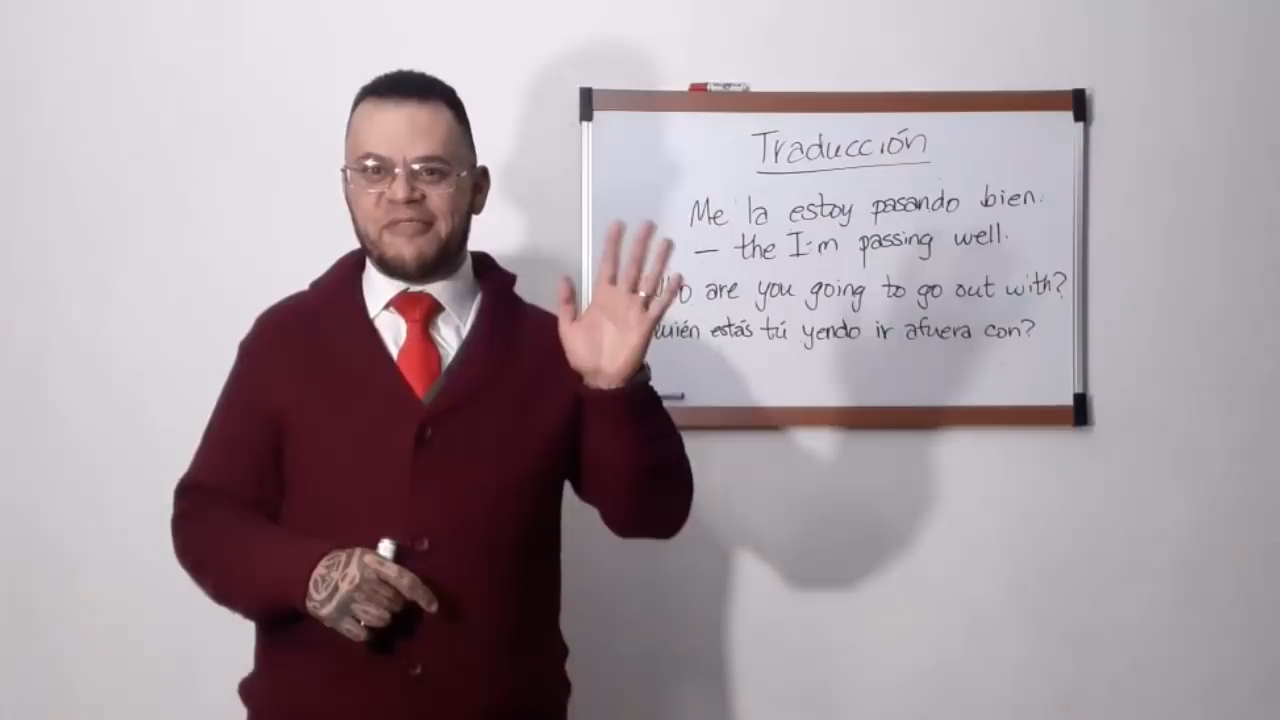 Traducción
Me la estoy pasando bien.
— the I'm passing well.
are you going to go out with?
estás tú yendo ir afuera con?